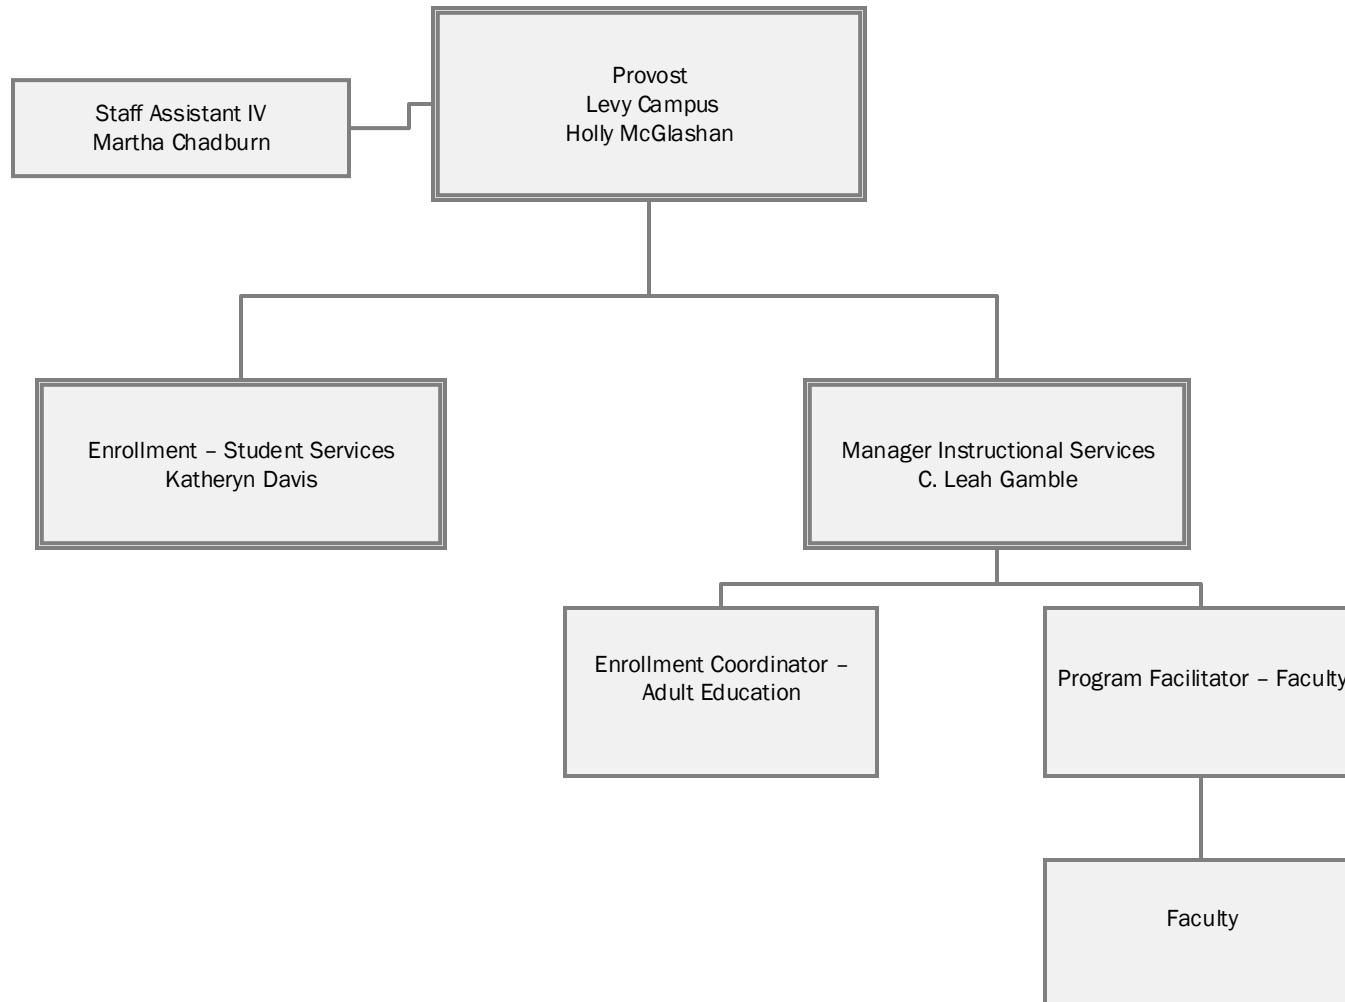 Provost
Levy Campus
Holly McGlashan
Staff Assistant IV
Martha Chadburn
Enrollment – Student Services
Katheryn Davis
Manager Instructional Services
C. Leah Gamble
Enrollment Coordinator –
Adult Education
Program Facilitator – Faculty
Faculty